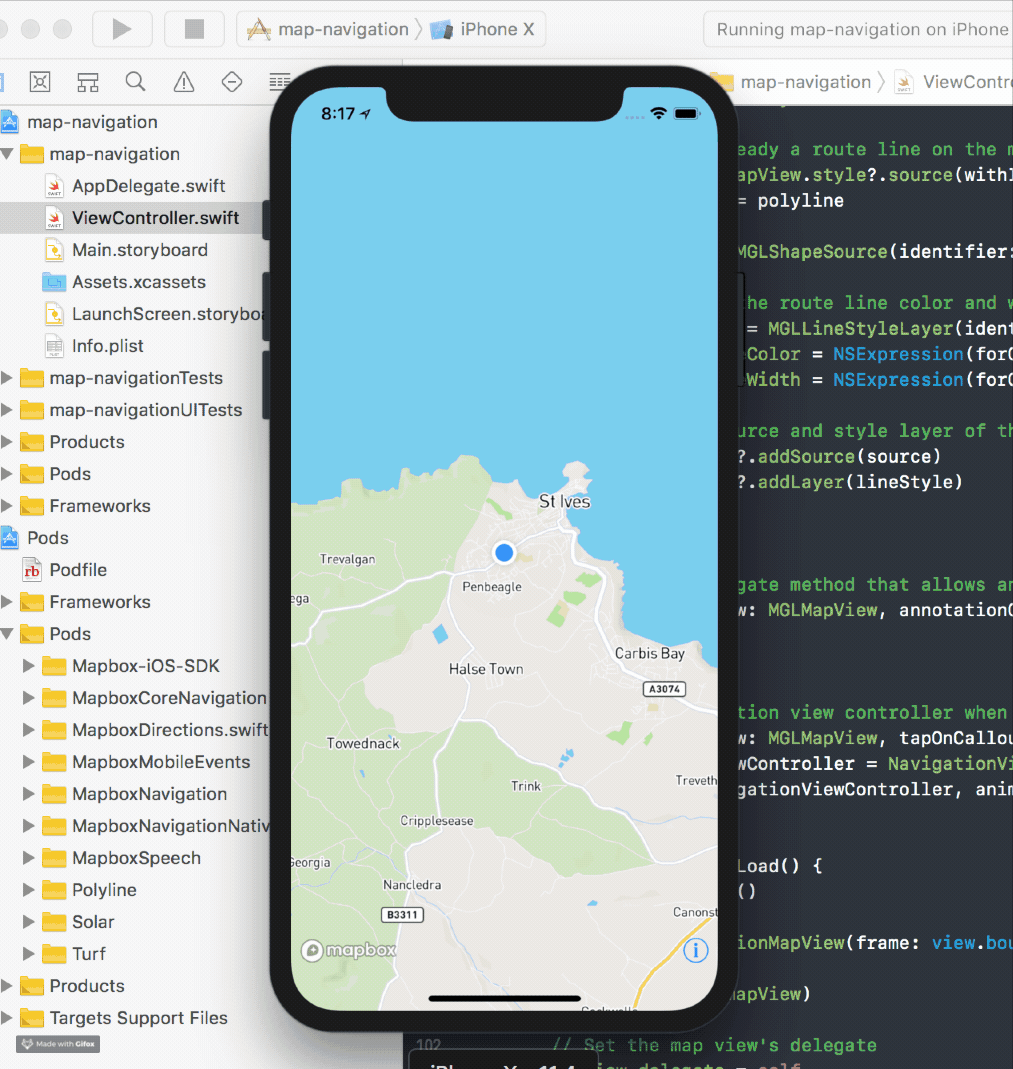 map-navigation
iPhone X
Running map-navigation on iPhone
map-navigation
ViewContro
map-navigation
map-navigation
AppDelegate.swift
ViewController.swift
Main.storyboard
Assets.xcassets
LaunchScreen.storyboa
Info.plist
map-navigationTests
map-navigationUITests
Products
Pods
Frameworks
Pods
Podfile
Frameworks
Pods
Mapbox-iOS-SDK
MapboxCoreNavigation
MapboxDirections.swift
MapboxMobileEvents
MapboxNavigation
MapboxNavigationNativ
MapboxSpeech
Polyline
Solar
Turf
Products
Targets Support Files
Made with Gifox
8:17
St Ives
Trevalgan
Penbeagle
ega
Halse Town
Carbis Bay
A3074
Towednack
Treveth
Trink
Cripplesease
Georgia
Nancledra
B3311
Canonst
mapbox
i
eady a route line on the m
apView.style?.source(withI
= polyline
MGLShapeSource(identifier:
he route line color and w
= MGLLineStyleLayer(ident
eColor = NSExpression(forC
eWidth = NSExpression(forC
urce and style layer of th
?.addSource(source)
?.addLayer(lineStyle)
gate method that allows an
w: MGLMapView, annotationC
tion view controller when
w: MGLMapView, tapOnCallou
wController = NavigationVi
gationViewController, anim
Load() {
()
ionMapView(frame: view.bou
apView)
102 // Set the map view's delegate